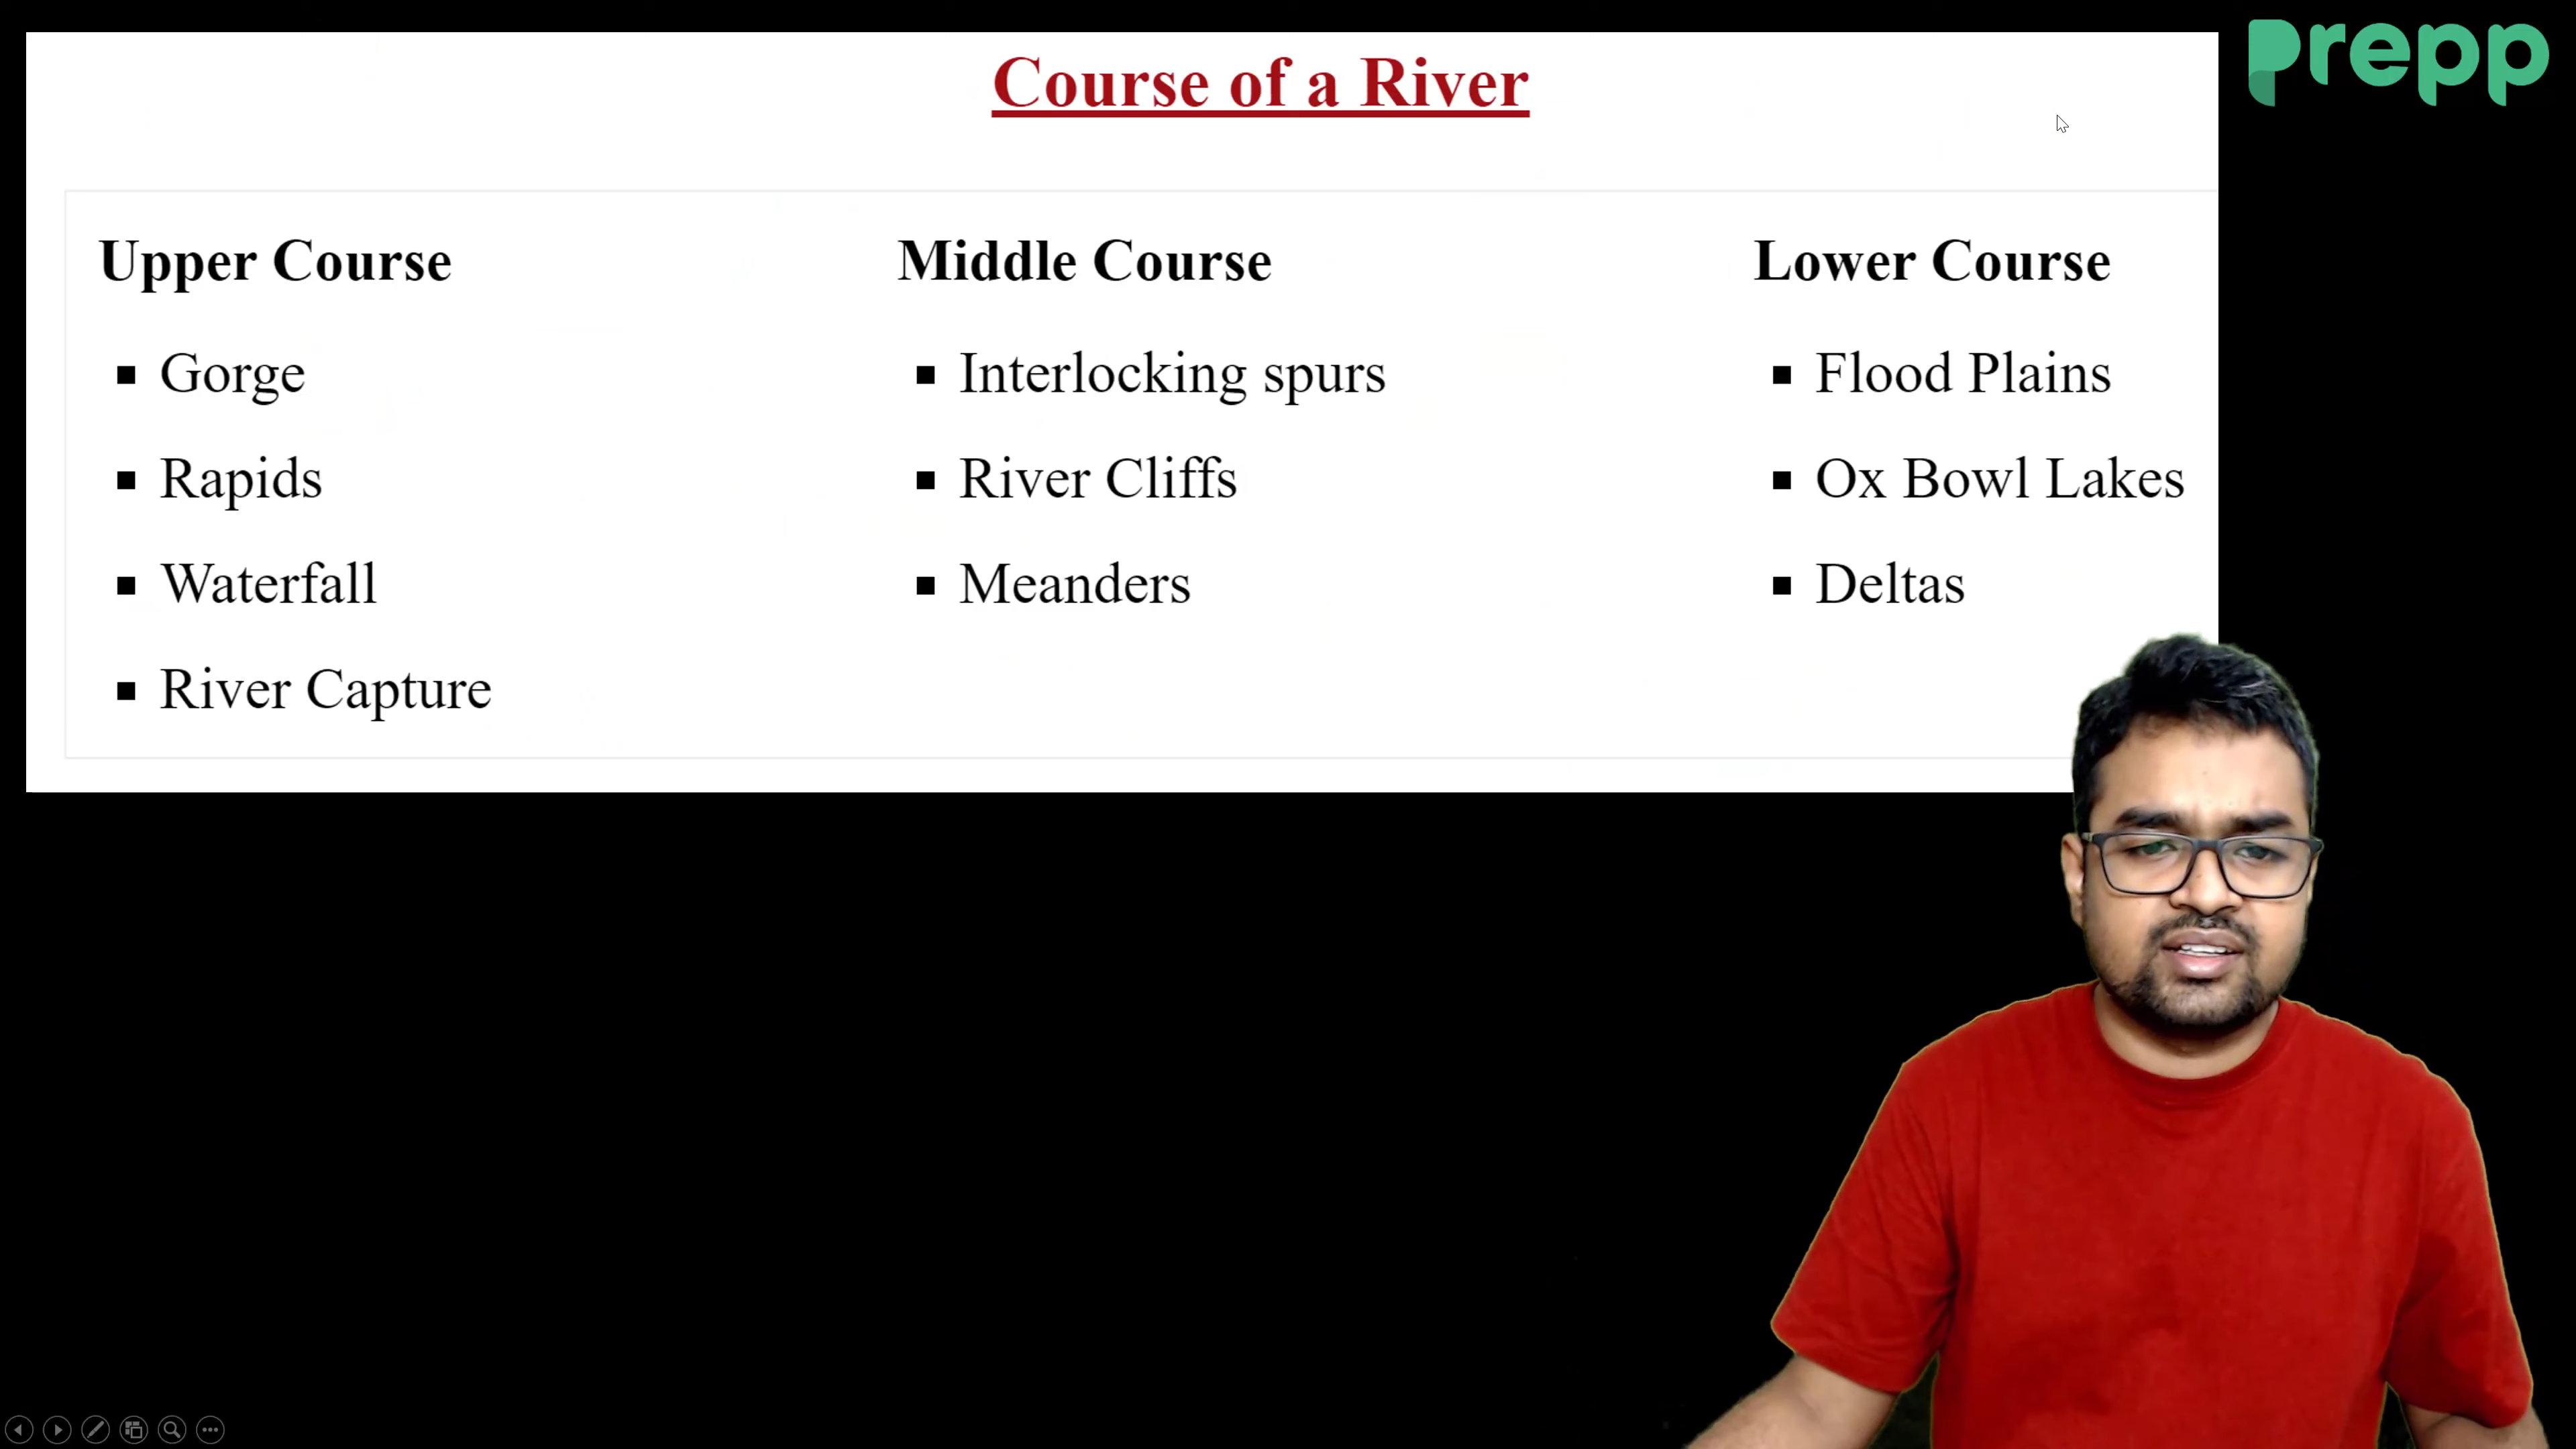 prepp
Course of a River
Upper Course
Gorge
Rapids
Waterfall
River Capture
Middle Course
Interlocking spurs
River Cliffs
Meanders
Lower Course
Flood Plains
Ox Bowl Lakes
Deltas